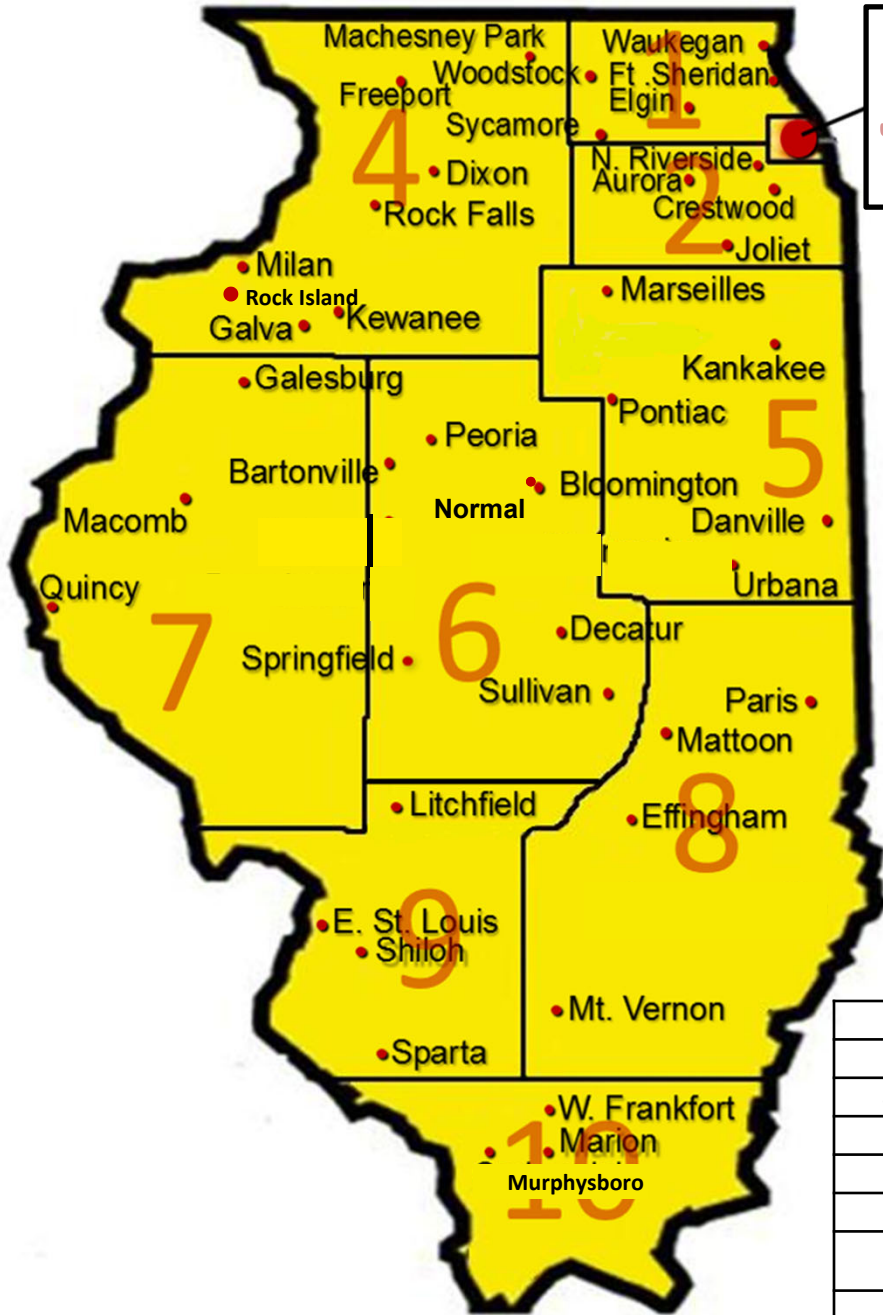 Machesney Park
Waukegan
1
Woodstock
Ft .Sheridan
Freeport
Elgin
Sycamore
4
N. Riverside
Dixon
Aurora
2
Rock Falls
Crestwood
Joliet
Milan
Rock Island
Marseilles
Galva
Kewanee
Kankakee
Galesburg
Pontiac
Peoria
5
Bartonville
Bloomington
Normal
Macomb
Danville
Quincy
Urbana
7
6
Decatur
Springfield
Sullivan
Paris
Mattoon
Litchfield
8
Effingham
E. St. Louis
9
Shiloh
Mt. Vernon
Sparta
W. Frankfort
Marion
10
Murphysboro